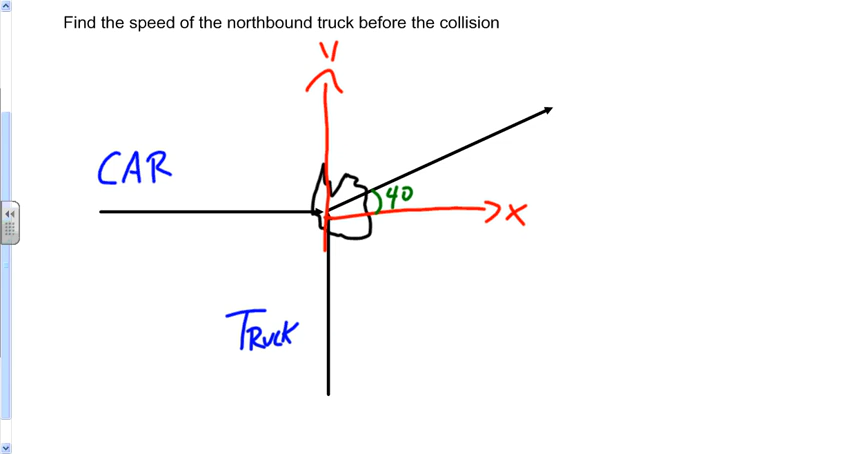 Find the speed of the northbound truck before the collision
y
CAR
40
x
TRUCK